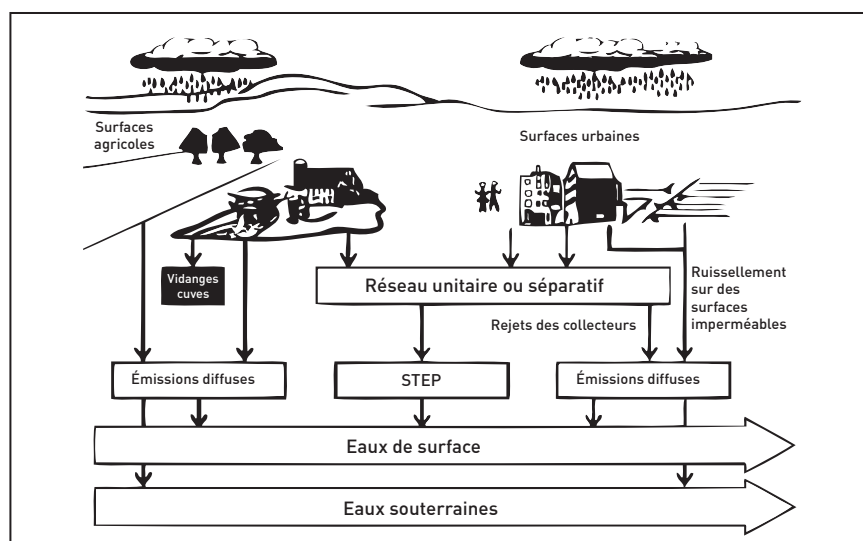 Surfaces
agricoles
Surfaces urbaines
Vidanges
cuves
Réseau unitaire ou séparatif
Ruissellement
sur des
surfaces
imperméables
Rejets des collecteurs
Émissions diffuses
STEP
Émissions diffuses
Eaux de surface
Eaux souterraines